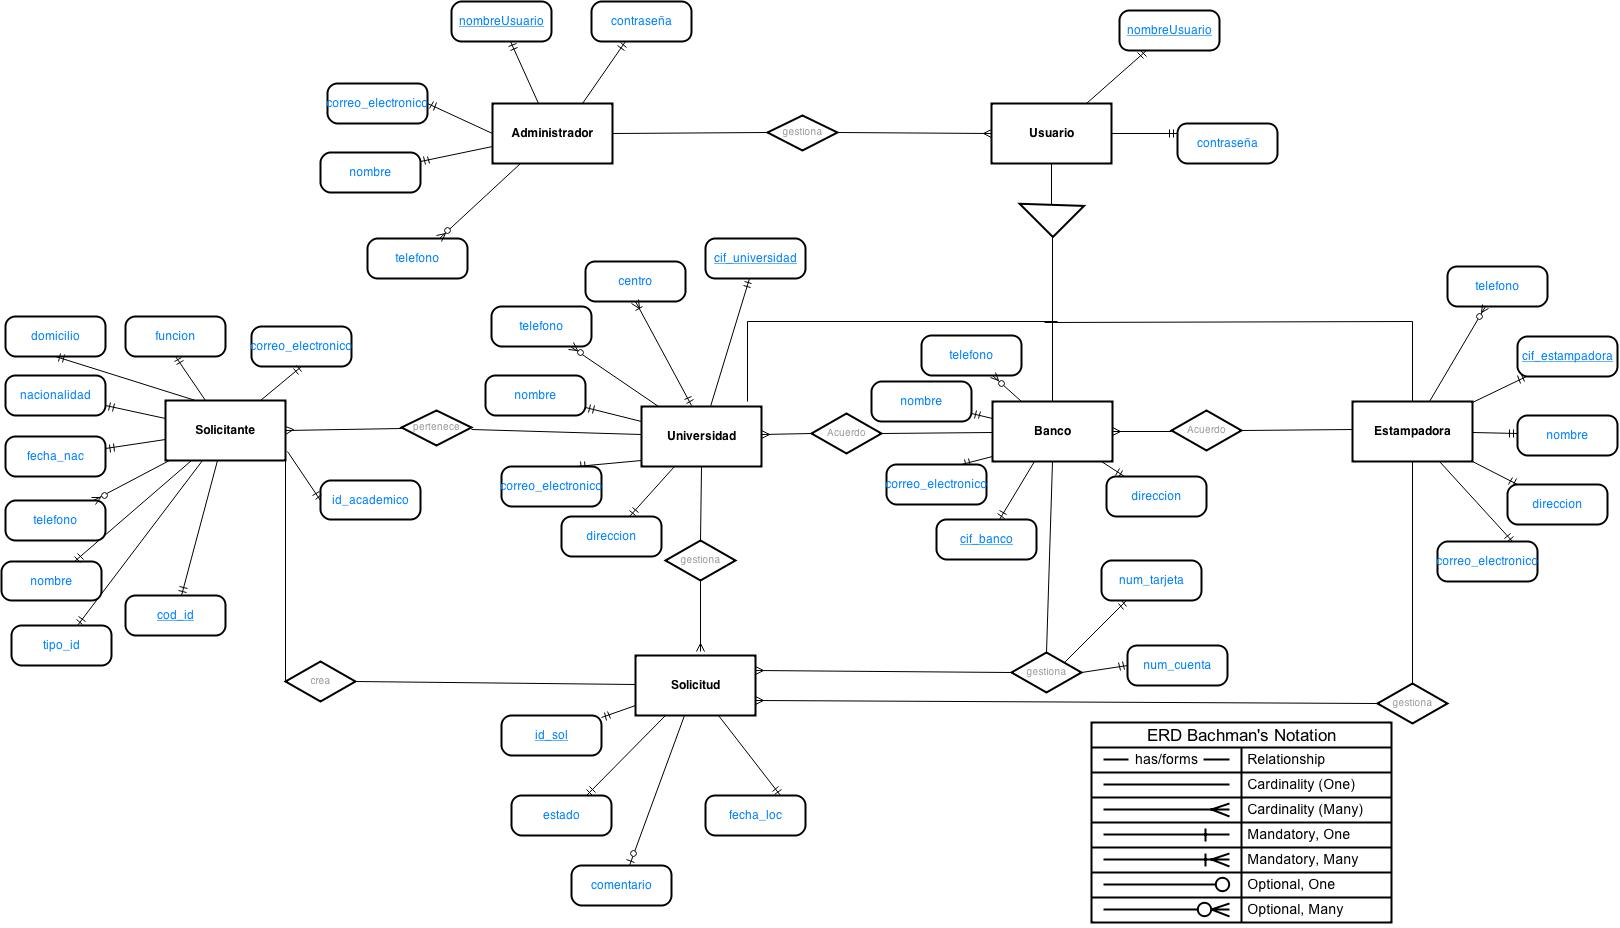 nombreUsuario
contraseña
nombreUsuario
correo_electronico
Administrador
gestiona
Usuario
contraseña
nombre
telefono
cif_universidad
centro
telefono
telefono
domicilio
funcion
correo_electronico
telefono
cif_estampadora
nacionalidad
nombre
nombre
Solicitante
pertenece
Universidad
Acuerdo
Banco
Acuerdo
Estampadora
nombre
fecha_nac
correo_electronico
correo_electronico
direccion
direccion
id_academico
telefono
direccion
cif_banco
gestiona
correo_electronico
nombre
num_tarjeta
cod_id
tipo_id
crea
Solicitud
gestiona
num_cuenta
gestiona
id_sol
estado
fecha_loc
comentario
ERD Bachman's Notation
has/forms Relationship
Cardinality (One)
Cardinality (Many)
Mandatory, One
Mandatory, Many
Optional, One
Optional, Many